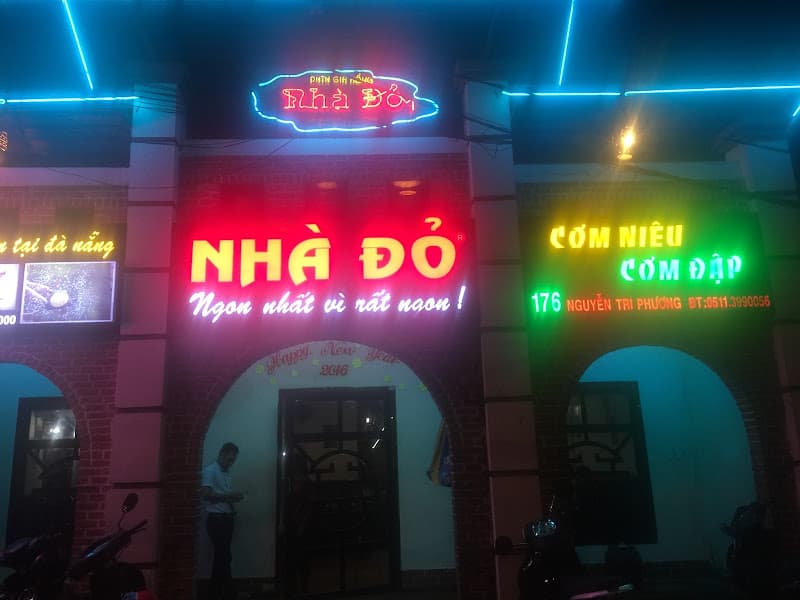 Nhà Đỏ
n tại đà nẵng
000
NHÀ ĐỎ®
Ngon nhất vì rất ngon!
CƠM NIÊU
CƠM ĐẬP
176 NGUYỄN TRI PHƯƠNG ĐT:0511.3990056
Happy New Year
2016